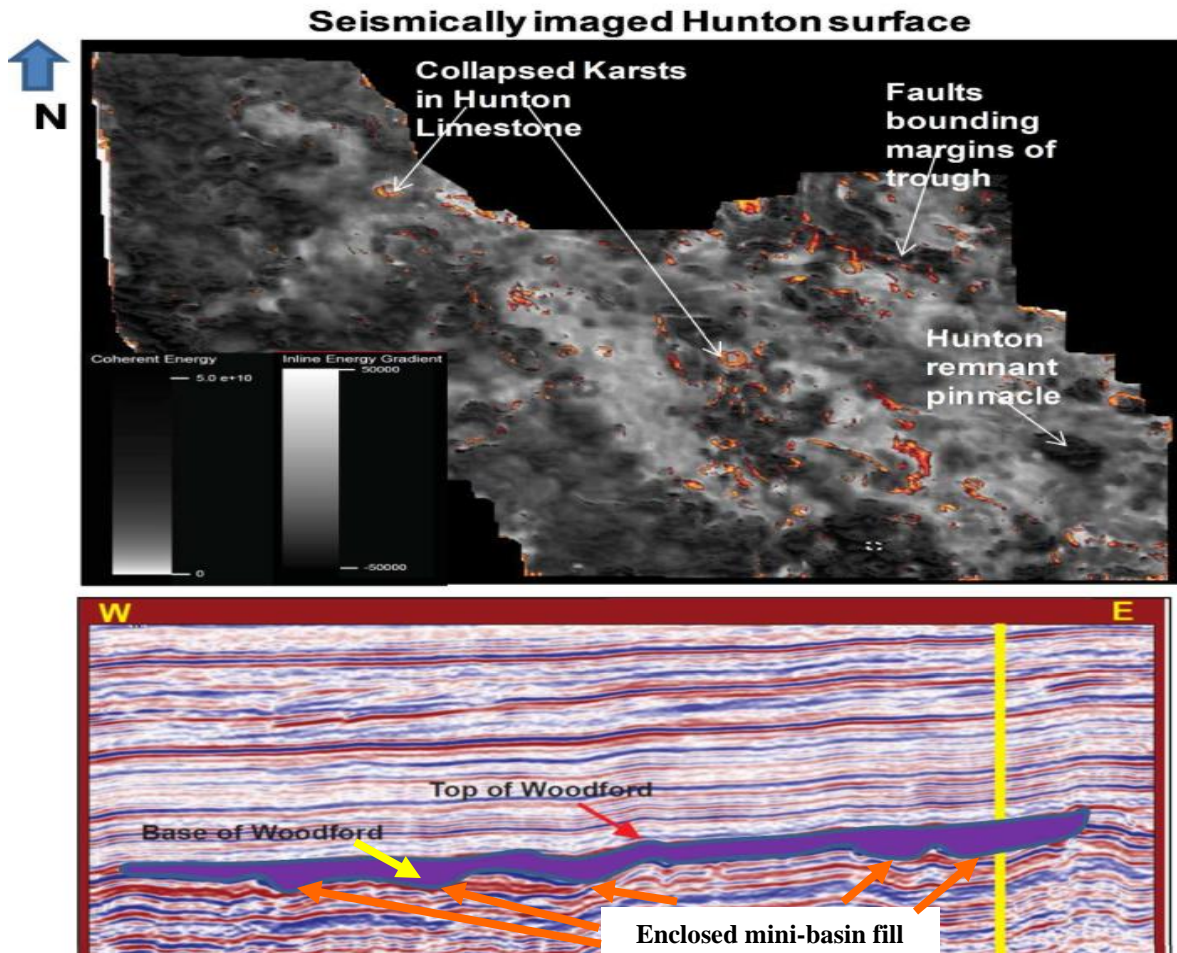 Seismically imaged Hunton surface
N
Collapsed Karsts
in Hunton
Limestone
Faults
bounding
margins of
trough
Hunton
remnant
pinnacle
Coherent Energy
5.0 e+10
0
Inline Energy Gradient
50000
-50000
W
E
Top of Woodford
Base of Woodford
Enclosed mini-basin fill